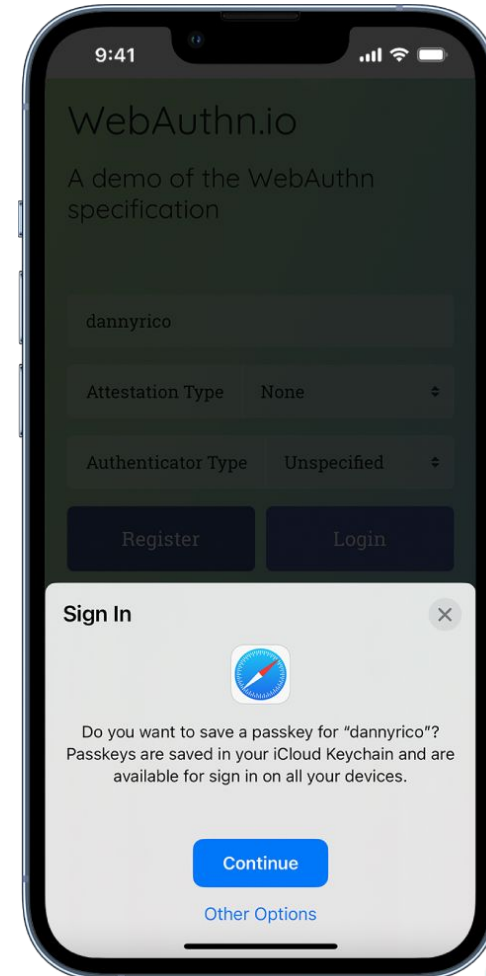 9:41
WebAuthn.io
A demo of the WebAuthn
specification
dannyrico
Attestation Type None
Authenticator Type Unspecified
Register Login
Sign In
Do you want to save a passkey for “dannyrico”?
Passkeys are saved in your iCloud Keychain and are
available for sign in on all your devices.
Continue
Other Options